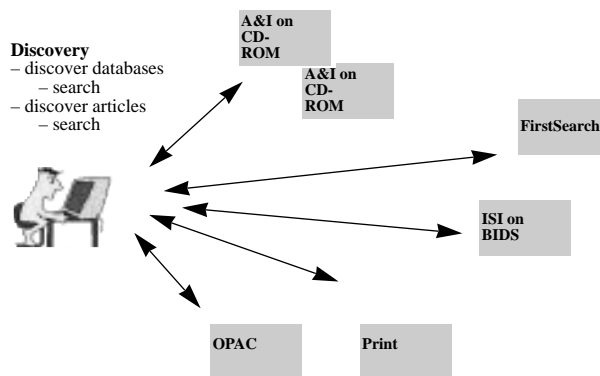 Discovery
– discover databases
– search
– discover articles
– search
A&I on
CD-
ROM
A&I on
CD-
ROM
FirstSearch
ISI on
BIDS
OPAC
Print